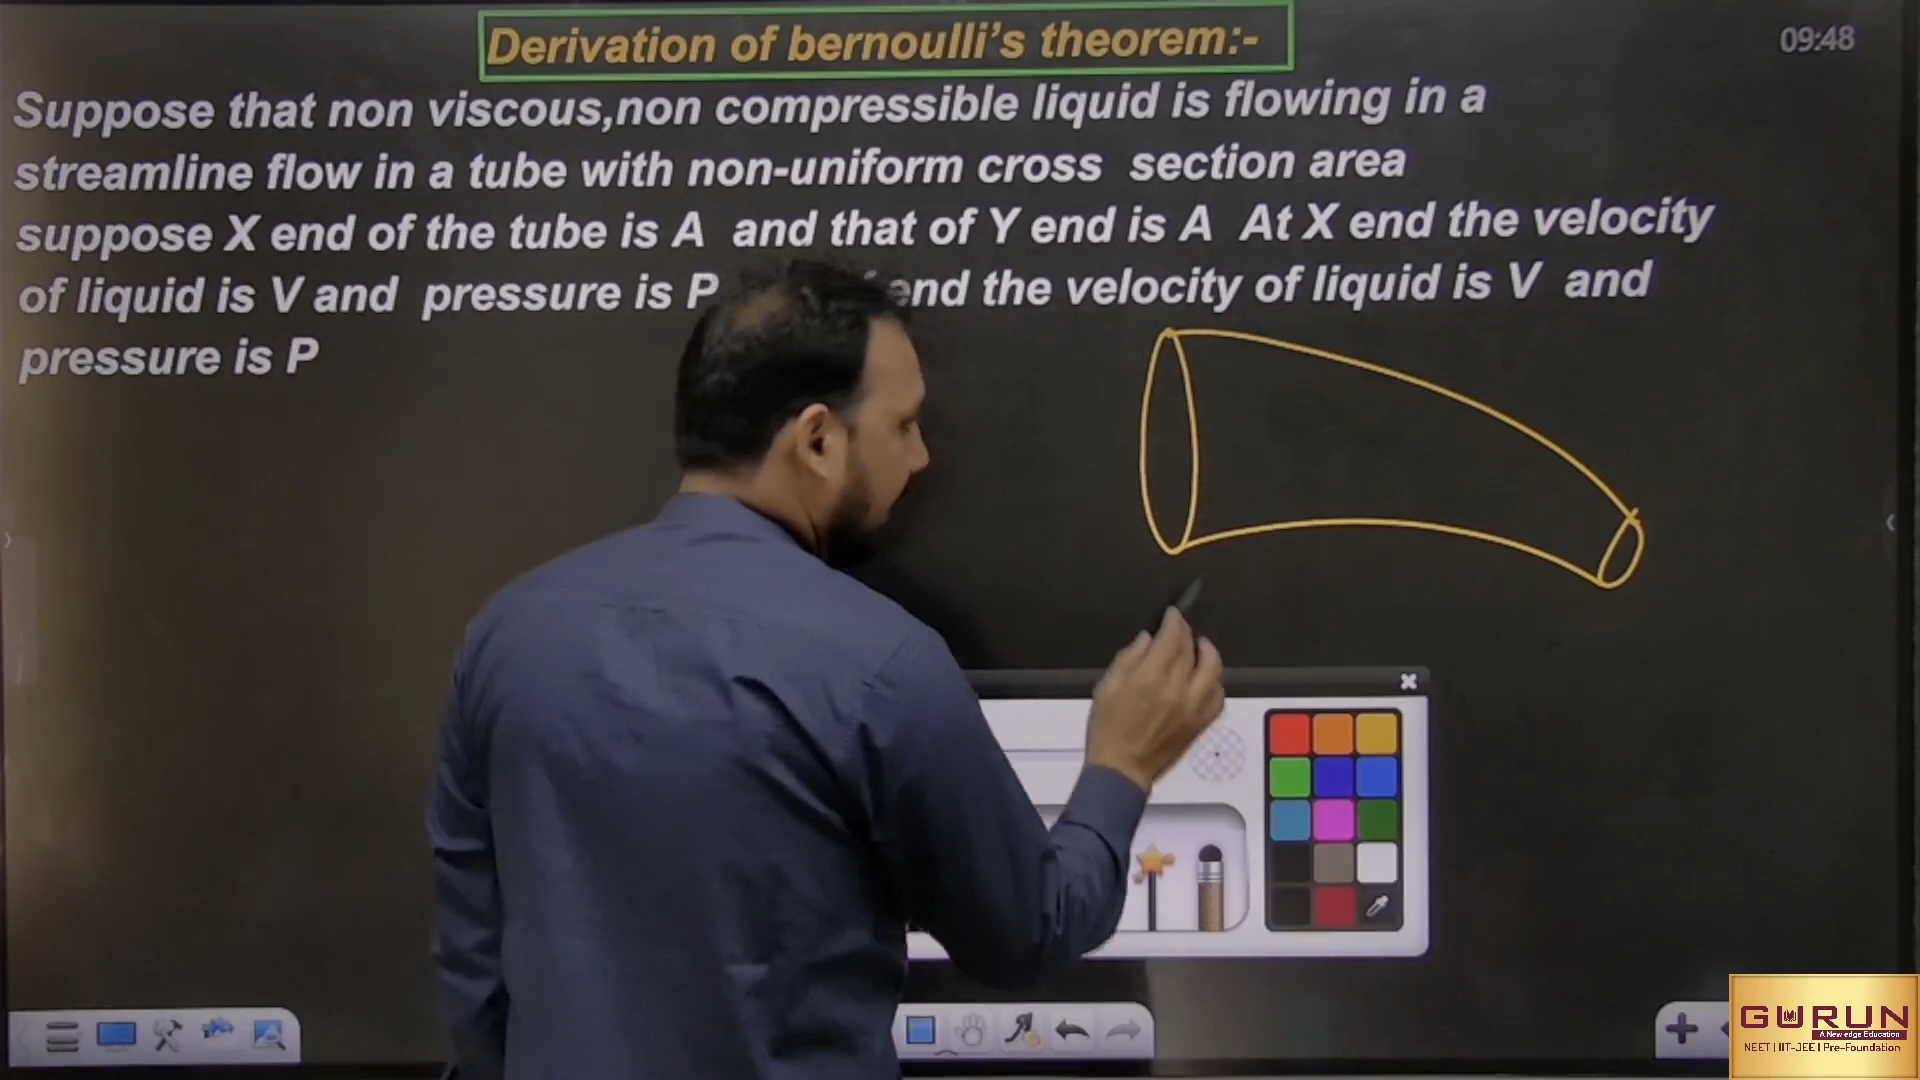 Derivation of bernoulli's theorem:-
09:48
Suppose that non viscous,non compressible liquid is flowing in a
streamline flow in a tube with non-uniform cross section area
suppose X end of the tube is A and that of Y end is A At X end the velocity
of liquid is V and pressure is P end the velocity of liquid is V and
pressure is P
GURUN
A New edge Education
NEET | IIT-JEE | Pre-Foundation